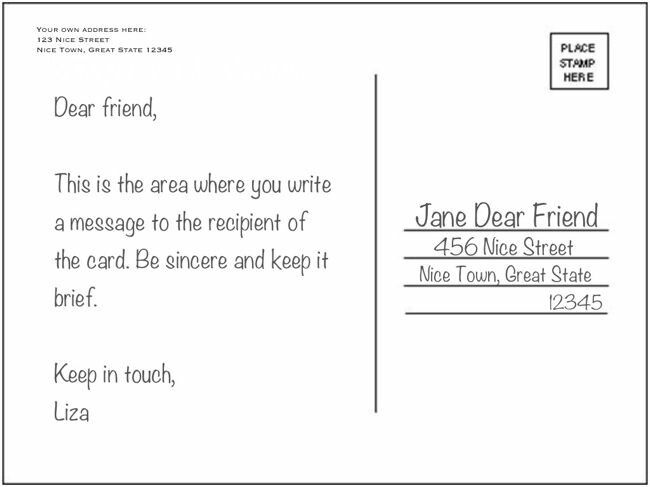 Your own address here:
123 Nice Street
Nice Town, Great State 12345
PLACE
STAMP
HERE
Dear friend,
This is the area where you write
a message to the recipient of
the card. Be sincere and keep it
brief.
Keep in touch,
Liza
Jane Dear Friend
456 Nice Street
Nice Town, Great State
12345